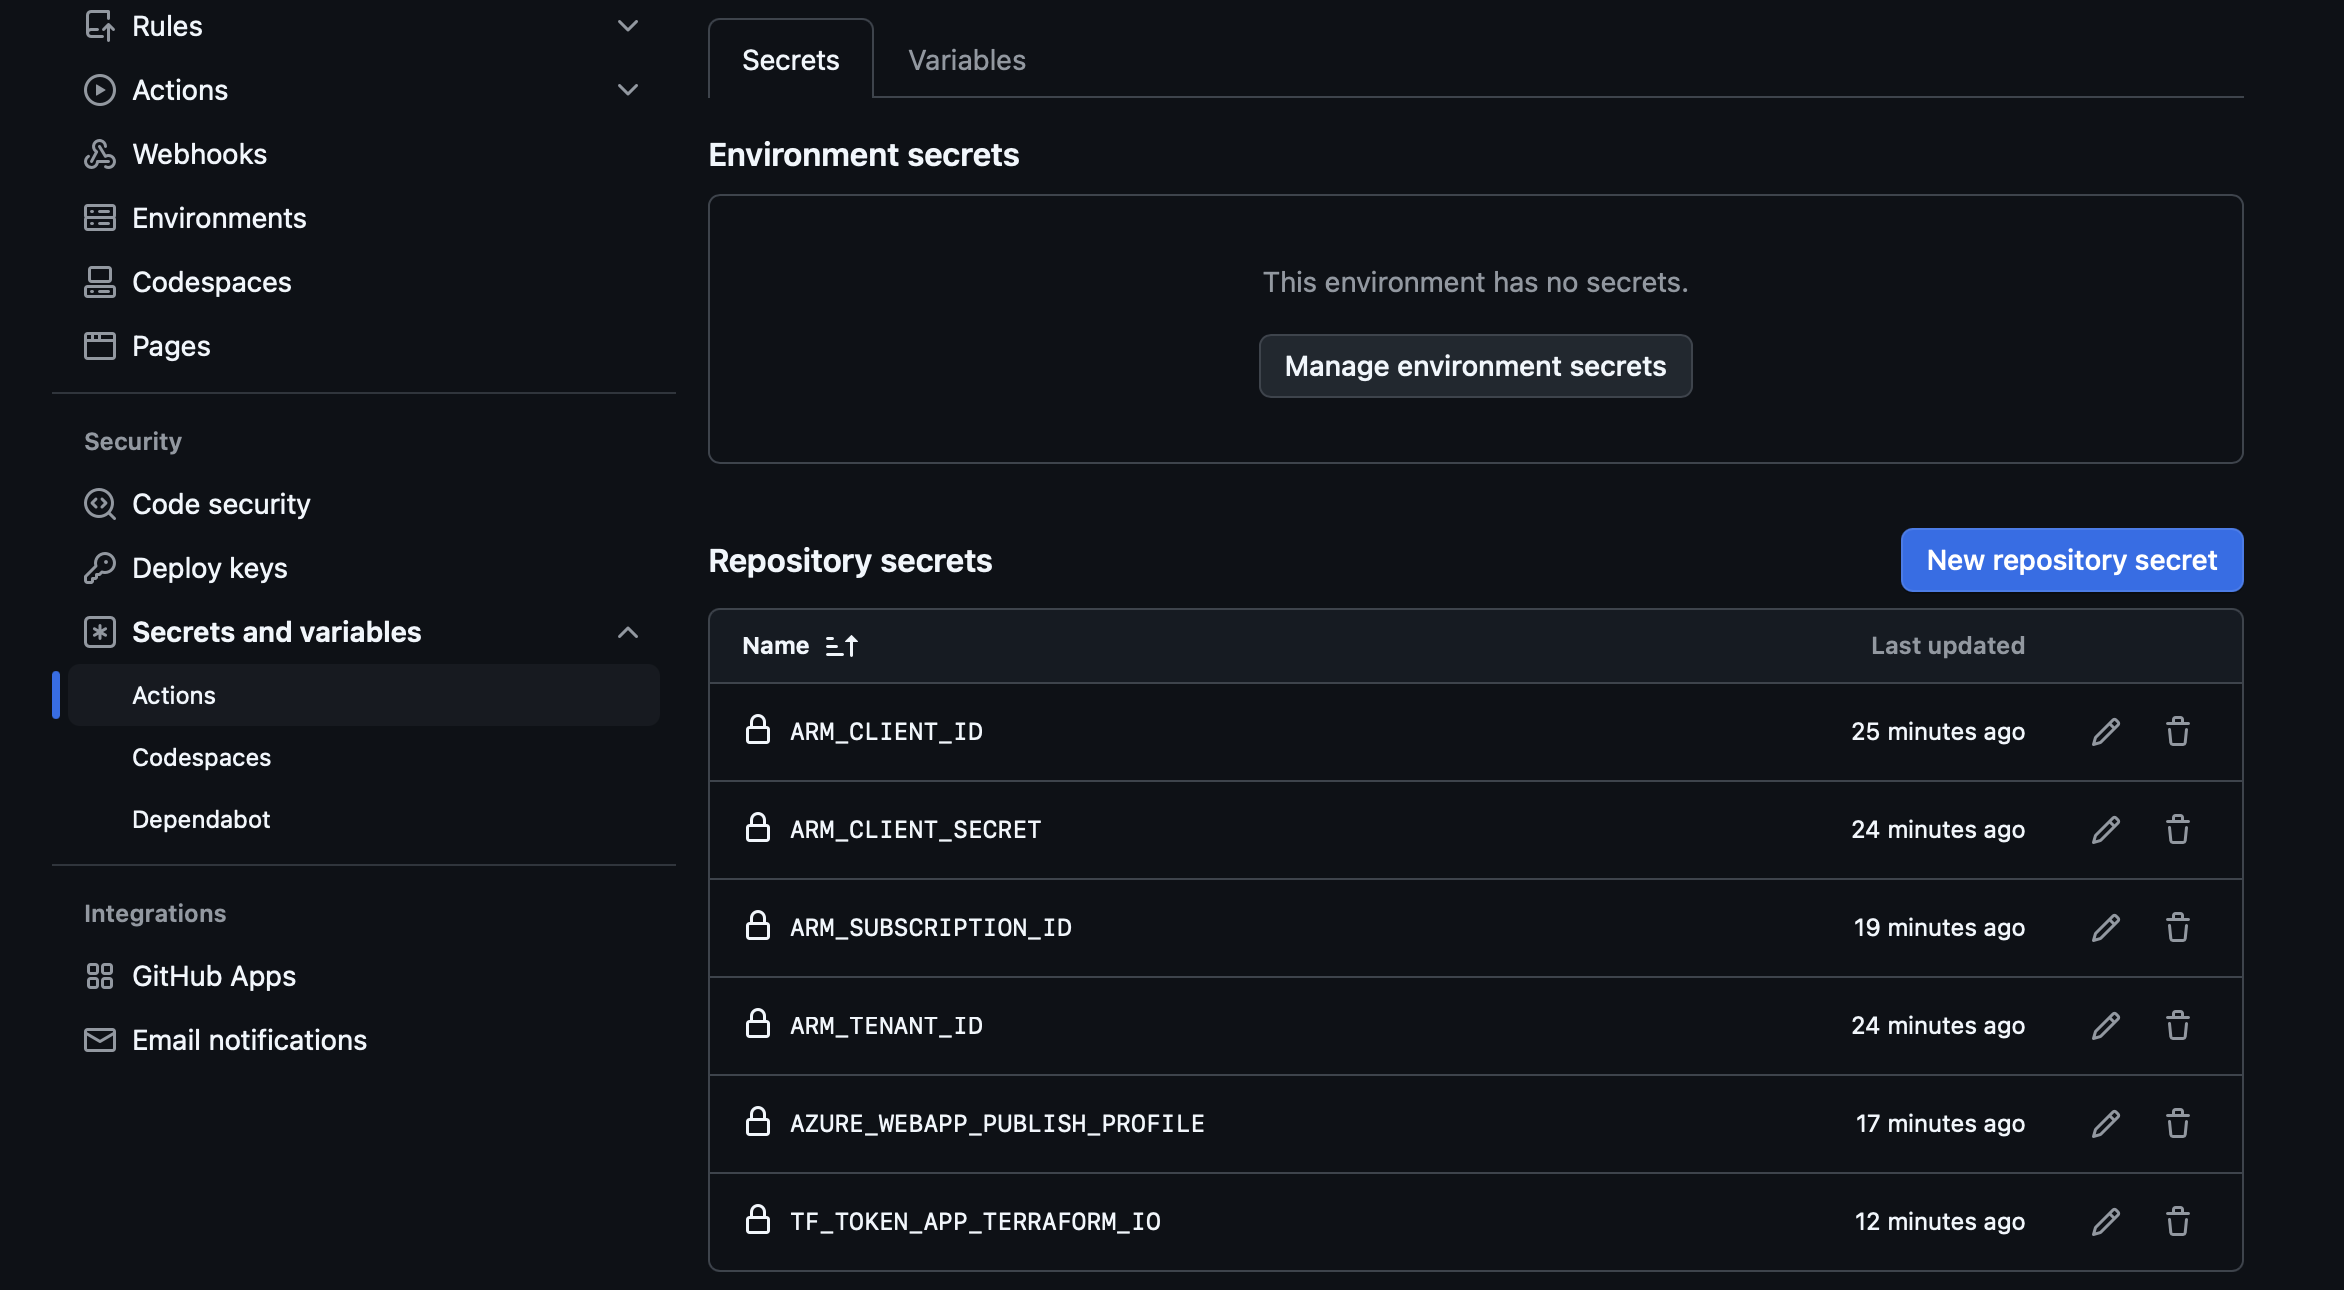 Rules
Actions
Webhooks
Environments
Codespaces
Pages
Security
Code security
Deploy keys
Secrets and variables
Actions
Codespaces
Dependabot
Integrations
GitHub Apps
Email notifications
Secrets
Variables
Environment secrets
This environment has no secrets.
Manage environment secrets
Repository secrets
New repository secret
Name
Last updated
ARM_CLIENT_ID
25 minutes ago
ARM_CLIENT_SECRET
24 minutes ago
ARM_SUBSCRIPTION_ID
19 minutes ago
ARM_TENANT_ID
24 minutes ago
AZURE_WEBAPP_PUBLISH_PROFILE
17 minutes ago
TF_TOKEN_APP_TERRAFORM_IO
12 minutes ago